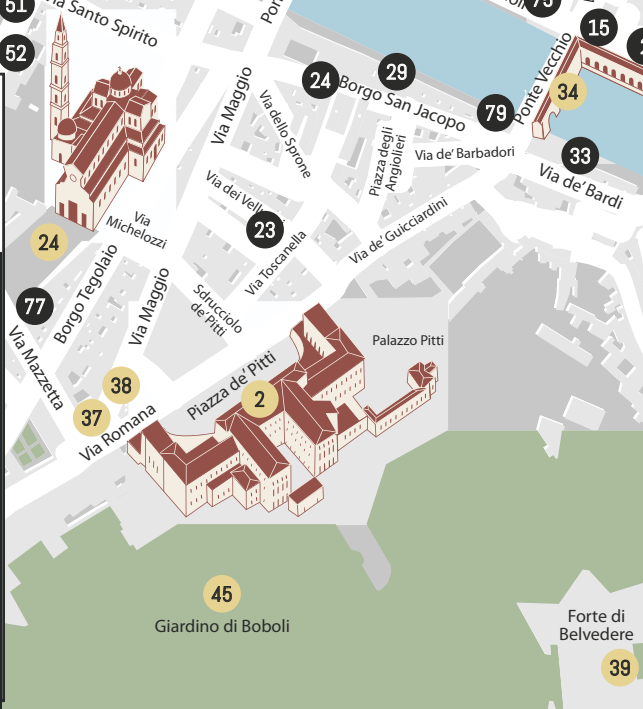 51
Santo Spirito
52
75
15
Ponte Vecchio
34
24
29
Borgo San Jacopo
79
Via Maggio
Via dello Sprone
Piazza degli
Angiolieri
Via de' Barbadori
33
Via de' Bardi
Via dei
23
Via Toscanella
Via de' Guicciardini
Via
Michelozzi
24
Borgo Tegolaio
77
Via Maggio
Sdrucciolo
de' Pitti
Via Mazzetta
38
37
Via Romana
Piazza de' Pitti
2
Palazzo Pitti
45
Giardino di Boboli
Forte di
Belvedere
39